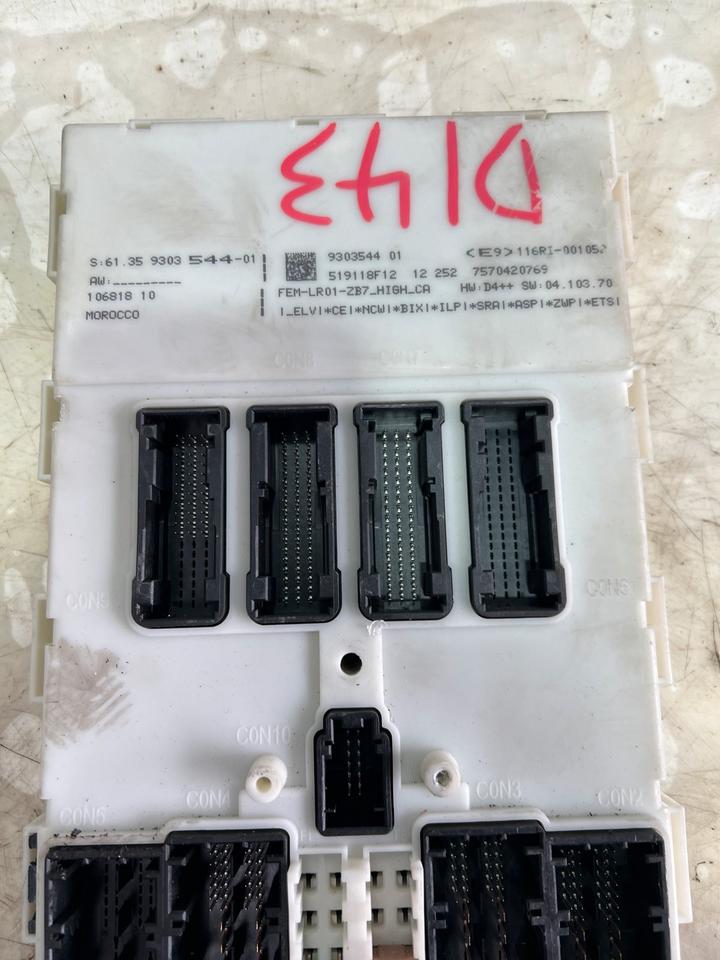 D143
S:61.35 9303 544-01
AW:_________
106818 10
MOROCCO
9303544 01
519118F12 12 252
<E9>116RI-001052
7570420769
FEM-LR01-ZB7_HIGH_CA
HW:D4++ SW:04.103.70
I_ELVI*CEI*NCWI*BIXI*ILPI*SRAI*ASPI*ZWPI*ETSI
CON8
CON7
CON9
CON6
CON10
CON4
CON3
CON5
CON2